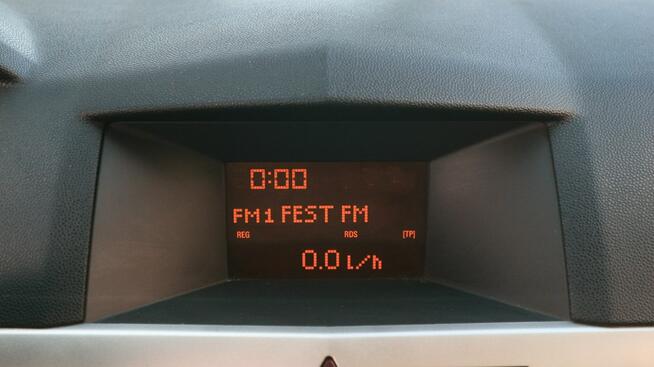 0:00
FM1 FEST FM
REG RDS [TP]
0.0 l/h